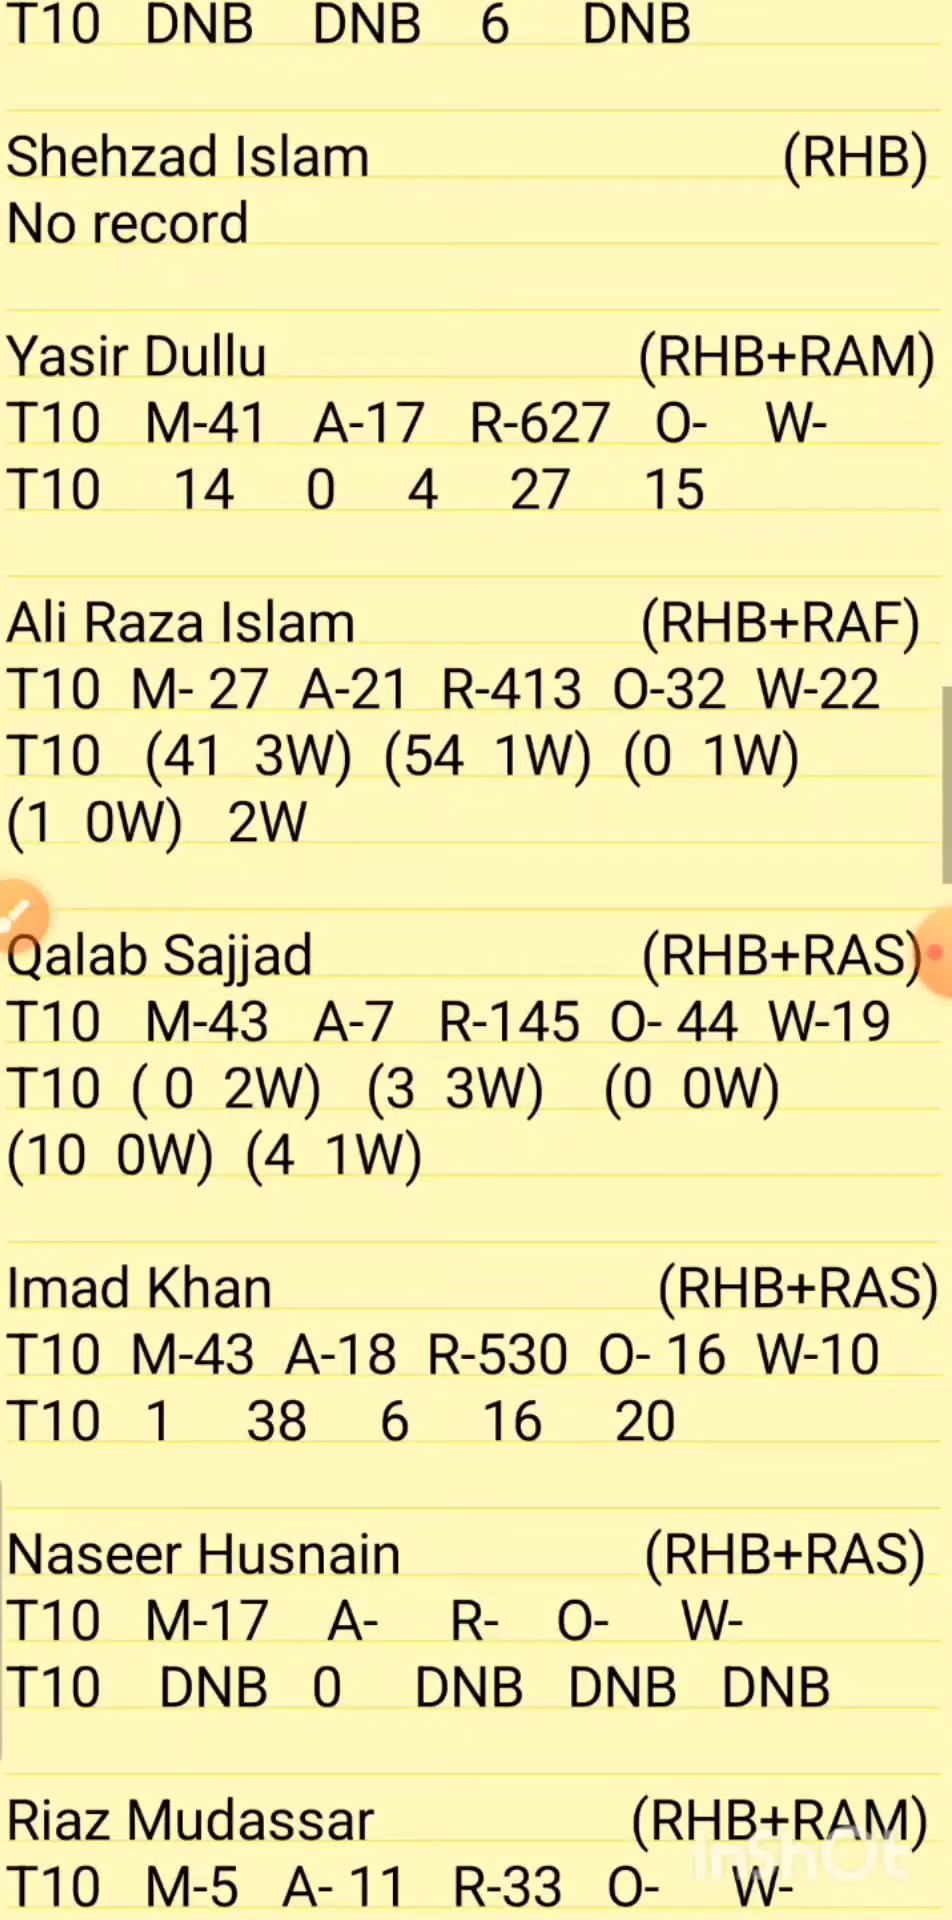 T10 DNB DNB 6 DNB
Shehzad Islam (RHB)
No record
Yasir Dullu (RHB+RAM)
T10 M-41 A-17 R-627 O- W-
T10 14 0 4 27 15
Ali Raza Islam (RHB+RAF)
T10 M- 27 A-21 R-413 O-32 W-22
T10 (41 3W) (54 1W) (0 1W)
(1 0W) 2W
Qalab Sajjad (RHB+RAS)
T10 M-43 A-7 R-145 O- 44 W-19
T10 ( 0 2W) (3 3W) (0 0W)
(10 0W) (4 1W)
Imad Khan (RHB+RAS)
T10 M-43 A-18 R-530 O- 16 W-10
T10 1 38 6 16 20
Naseer Husnain (RHB+RAS)
T10 M-17 A- R- O- W-
T10 DNB 0 DNB DNB DNB
Riaz Mudassar (RHB+RAM)
InShOt
T10 M-5 A- 11 R-33 O- W-